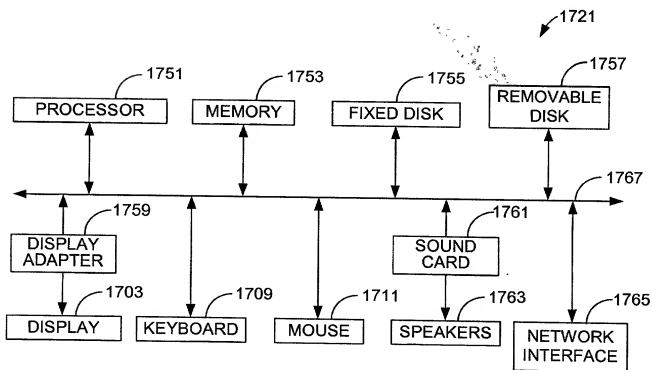 1721
1751
1753
1755
1757
PROCESSOR
MEMORY
FIXED DISK
REMOVABLE
DISK
1767
1759
1761
DISPLAY
ADAPTER
SOUND
CARD
1703
1709
1711
1763
1765
DISPLAY
KEYBOARD
MOUSE
SPEAKERS
NETWORK
INTERFACE